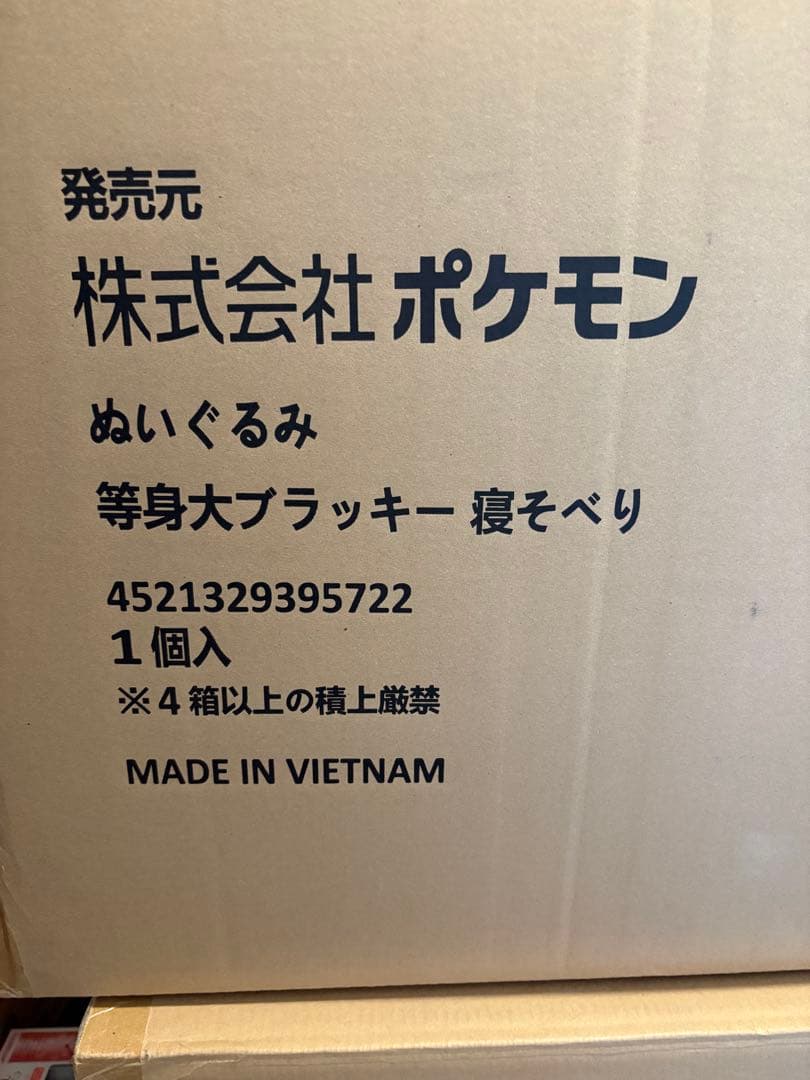 発売元
株式会社ポケモン
ぬいぐるみ
等身大ブラッキー 寝そべり
4521329395722
1個入
※4箱以上の積上厳禁
MADE IN VIETNAM